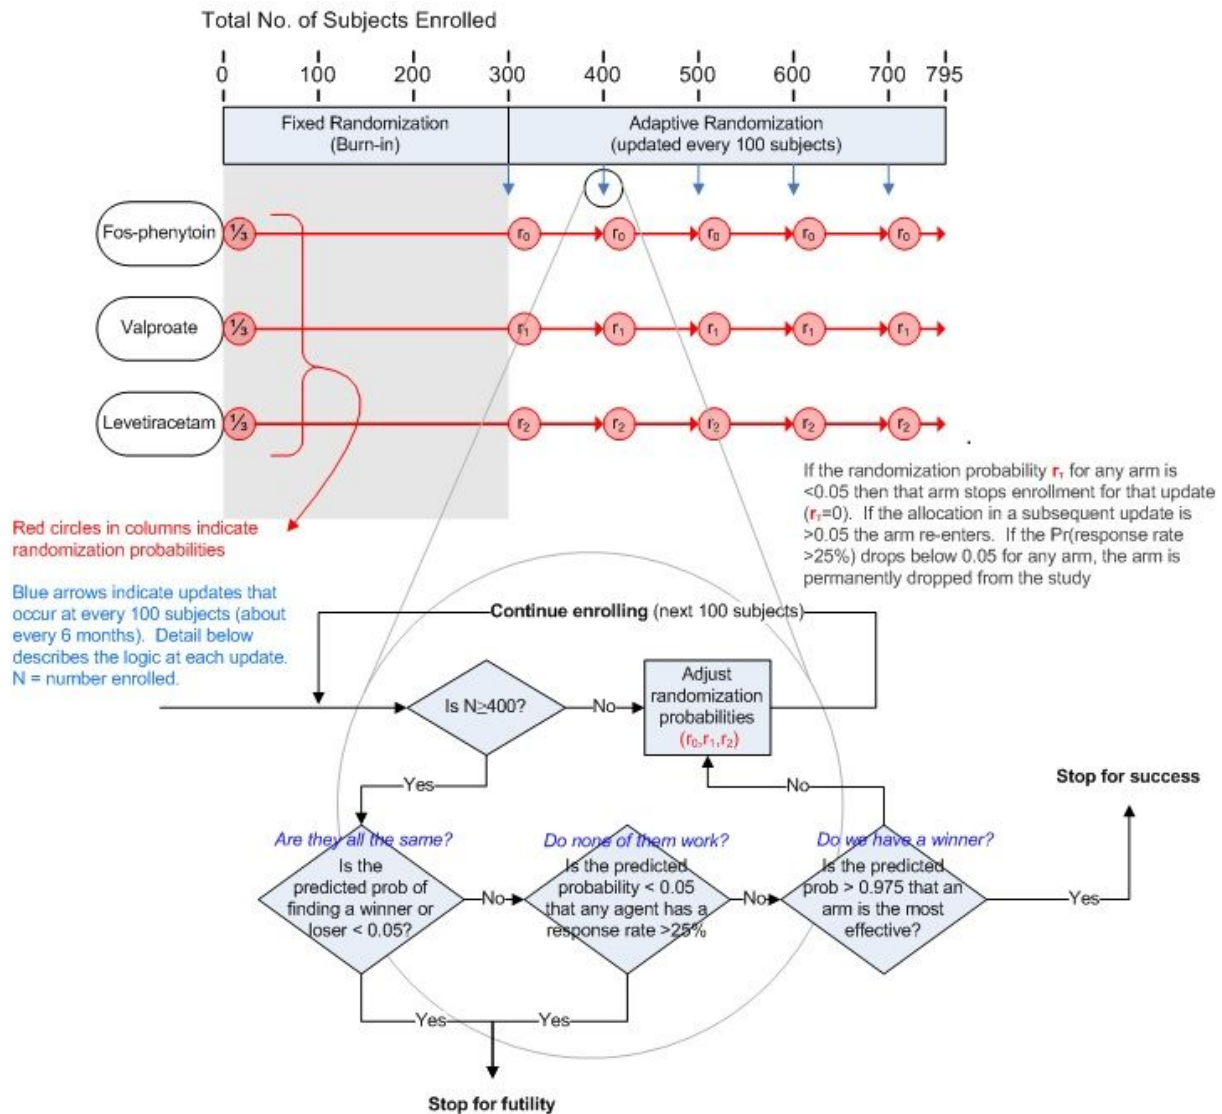 Total No. of Subjects Enrolled
0 100 200 300 400 500 600 700 795
Fixed Randomization
(Burn-in)
Adaptive Randomization
(updated every 100 subjects)
Fos-phenytoin ⅓ r₀ r₀ r₀ r₀ r₀
Valproate ⅓ r₁ r₁ r₁ r₁ r₁
Levetiracetam ⅓ r₂ r₂ r₂ r₂ r₂
.
If the randomization probability r₁ for any arm is
<0.05 then that arm stops enrollment for that update
(r₁=0). If the allocation in a subsequent update is
>0.05 the arm re-enters. If the Pr(response rate
>25%) drops below 0.05 for any arm, the arm is
permanently dropped from the study
Red circles in columns indicate
randomization probabilities
Blue arrows indicate updates that
occur at every 100 subjects (about
every 6 months). Detail below
describes the logic at each update.
N = number enrolled.
Continue enrolling (next 100 subjects)
Is N≥400?
No
Adjust
randomization
probabilities
(r₀,r₁,r₂)
Yes
No
Stop for success
Are they all the same?
Is the
predicted prob of
finding a winner or
loser < 0.05?
No
Do none of them work?
Is the predicted
probability < 0.05
that any agent has a
response rate >25%
No
Do we have a winner?
Is the predicted
prob > 0.975 that an
arm is the most
effective?
Yes
Yes
Yes
Stop for futility